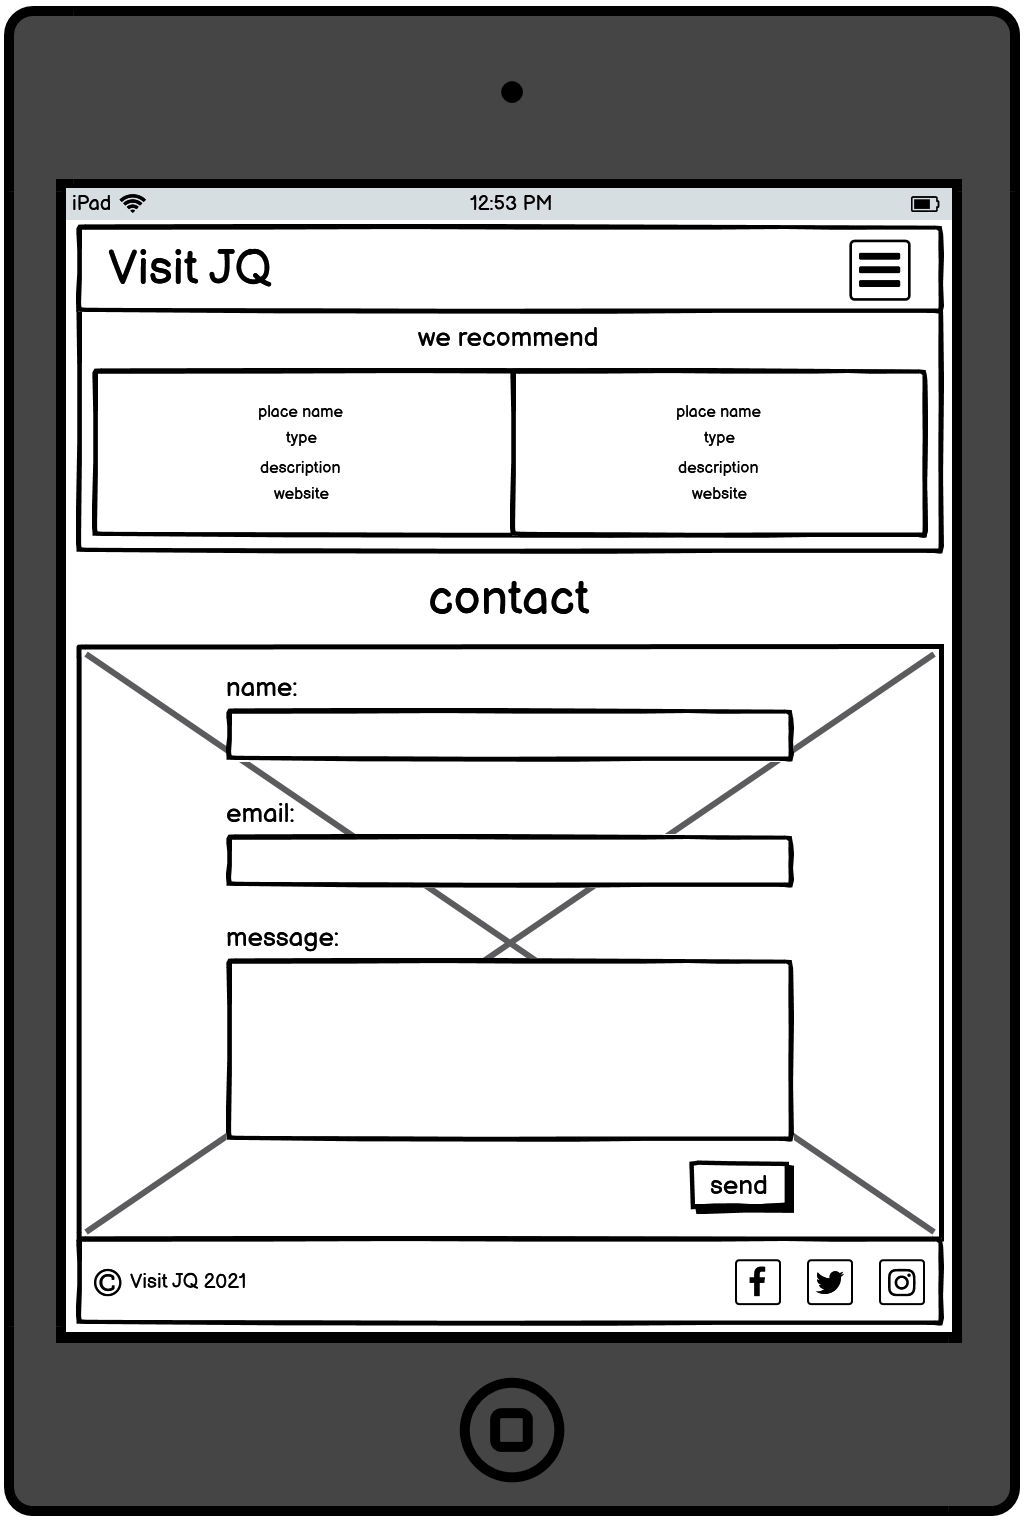 iPad 12:53 PM
Visit JQ
we recommend
place name place name
type type
description description
website website
contact
name:
email:
message:
send
© Visit JQ 2021